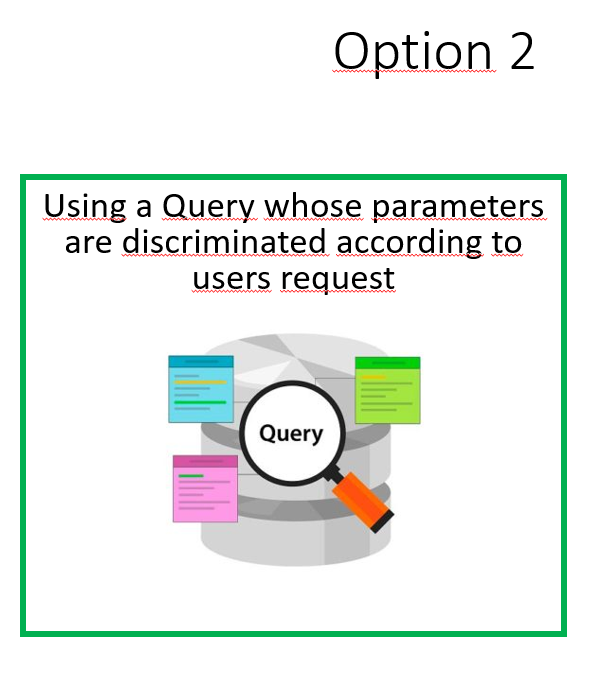 Option 2
Using a Query whose parameters
are discriminated according to
users request
Query